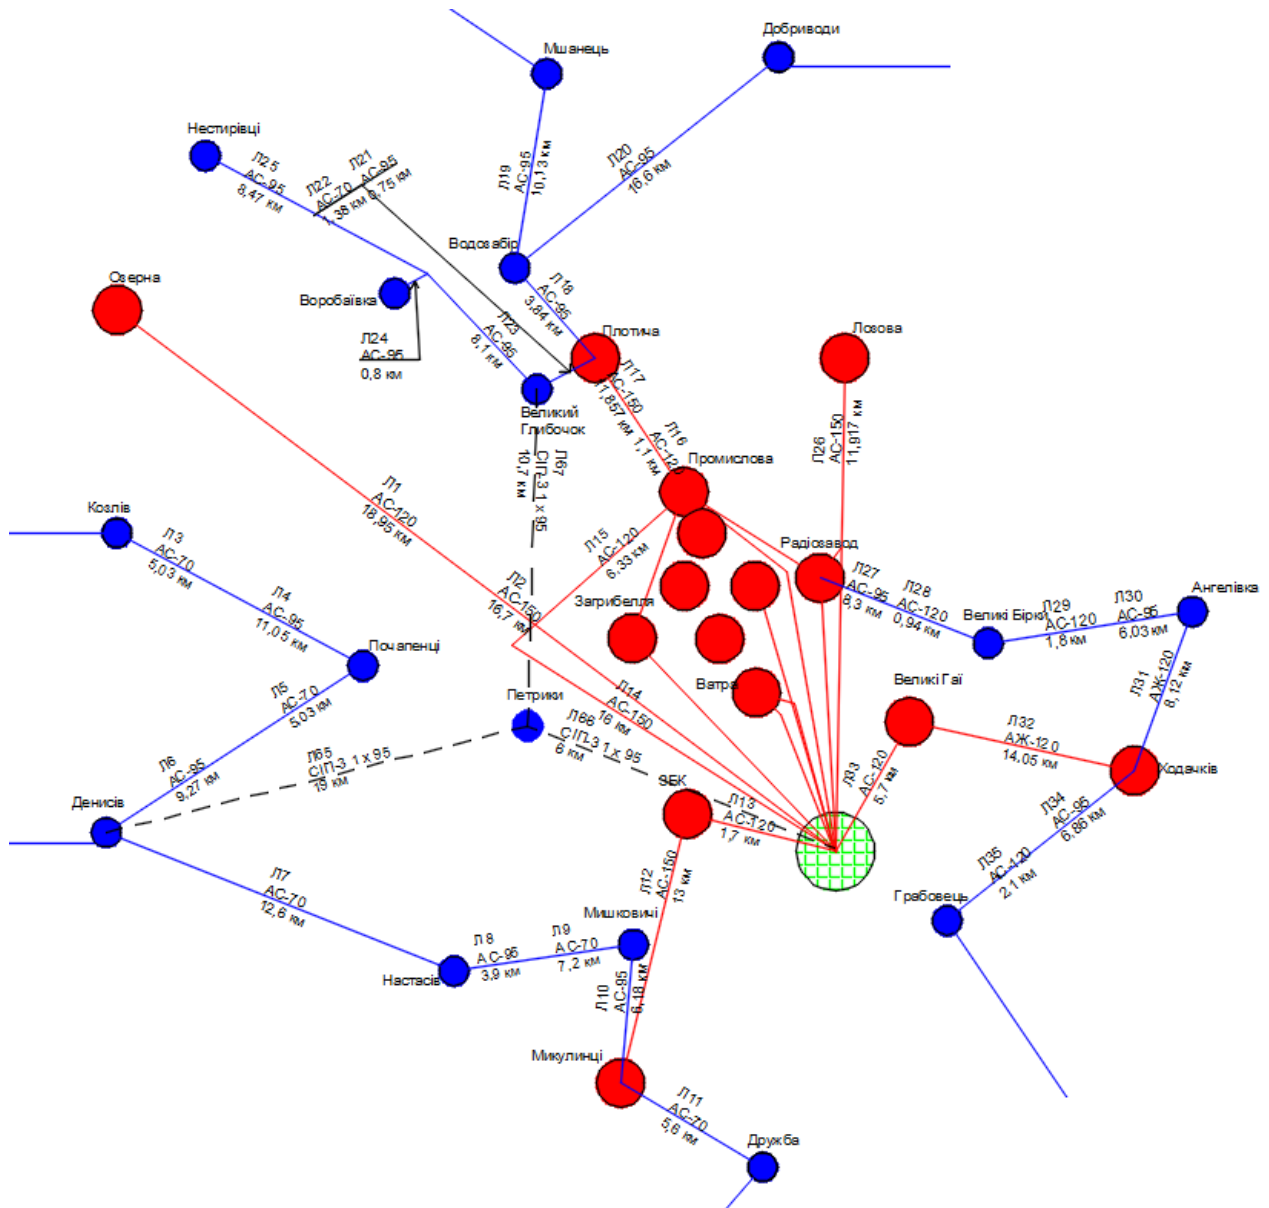 Добриводи
Мшанець
Нестирівці
Л25
АС-95
8,47 км
Л22
АС-70
1,38 км
Л21
АС-95
0,75 км
Л19
АС-95
10,13 км
Л20
АС-95
16,6 км
Водозабір
Озерна
Воробаївка
Л24
АС-95
0,8 км
Л23
АС-95
8,1 км
Л18
АС-95
3,84 км
Плотича
Лозова
Великий
Глибочок
Л17
АС-150
11,857 км
Л16
АС-120
1,1 км
Л26
АС-150
11,917 км
Л67
СІП-3 1 х 95
10,7 км
Промислова
Козлів
Л1
АС-120
18,95 км
Л3
АС-70
5,03 км
Л15
АС-120
6,33 км
Радіозавод
Л2
АС-150
16,7 км
Загрибелля
Л27
АС-95
8,3 км
Л28
АС-120
0,94 км
Великі Бірки
Л29
АС-120
1,8 км
Л30
АС-95
6,03 км
Ангелівка
Л4
АС-95
11,05 км
Почапенці
Л5
АС-70
5,03 км
Петрики
Л14
АС-150
16 км
Ватра
Великі Гаї
Л31
АЖ-120
8,12 км
Л6
АС-95
9,27 км
Л65
СІП-3 1 х 95
19 км
Л66
СІП-3 1 х 95
6 км
Л32
АЖ-120
14,05 км
Ходачків
Л33
АС-120
5,7 км
Денисів
ЗБК
Л13
АС-120
1,7 км
Л34
АС-95
6,86 км
Л35
АС-120
2,1 км
Грабовець
Л7
АС-70
12,6 км
Л12
АС-150
13 км
Мишковичі
Л8
АС-95
3,9 км
Л9
АС-70
7,2 км
Настасів
Л10
АС-95
6,18 км
Микулинці
Л11
АС-70
5,6 км
Дружба